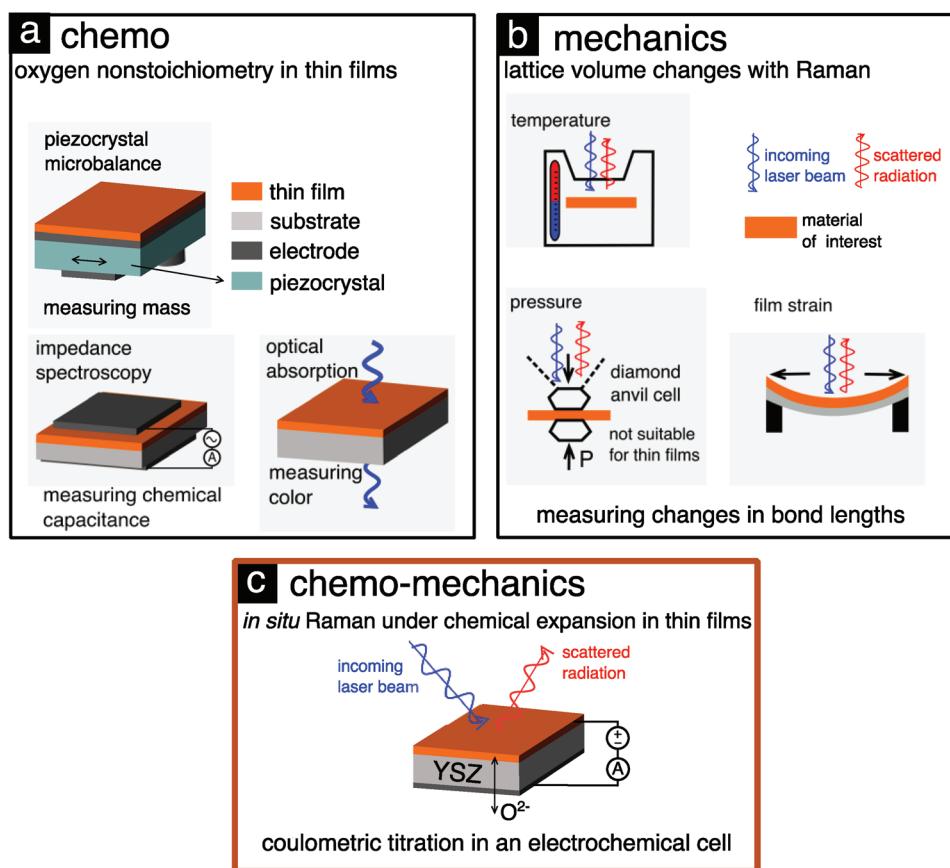 a chemo
oxygen nonstoichiometry in thin films
piezocrystal
microbalance
thin film
substrate
electrode
piezocrystal
measuring mass
impedance
spectroscopy
A
measuring chemical
capacitance
optical
absorption
measuring
color
b mechanics
lattice volume changes with Raman
temperature
incoming
laser beam
scattered
radiation
material
of interest
pressure
diamond
anvil cell
not suitable
for thin films
P
film strain
measuring changes in bond lengths
c chemo-mechanics
in situ Raman under chemical expansion in thin films
incoming
laser beam
scattered
radiation
YSZ
O²⁻
+
−
A
coulometric titration in an electrochemical cell